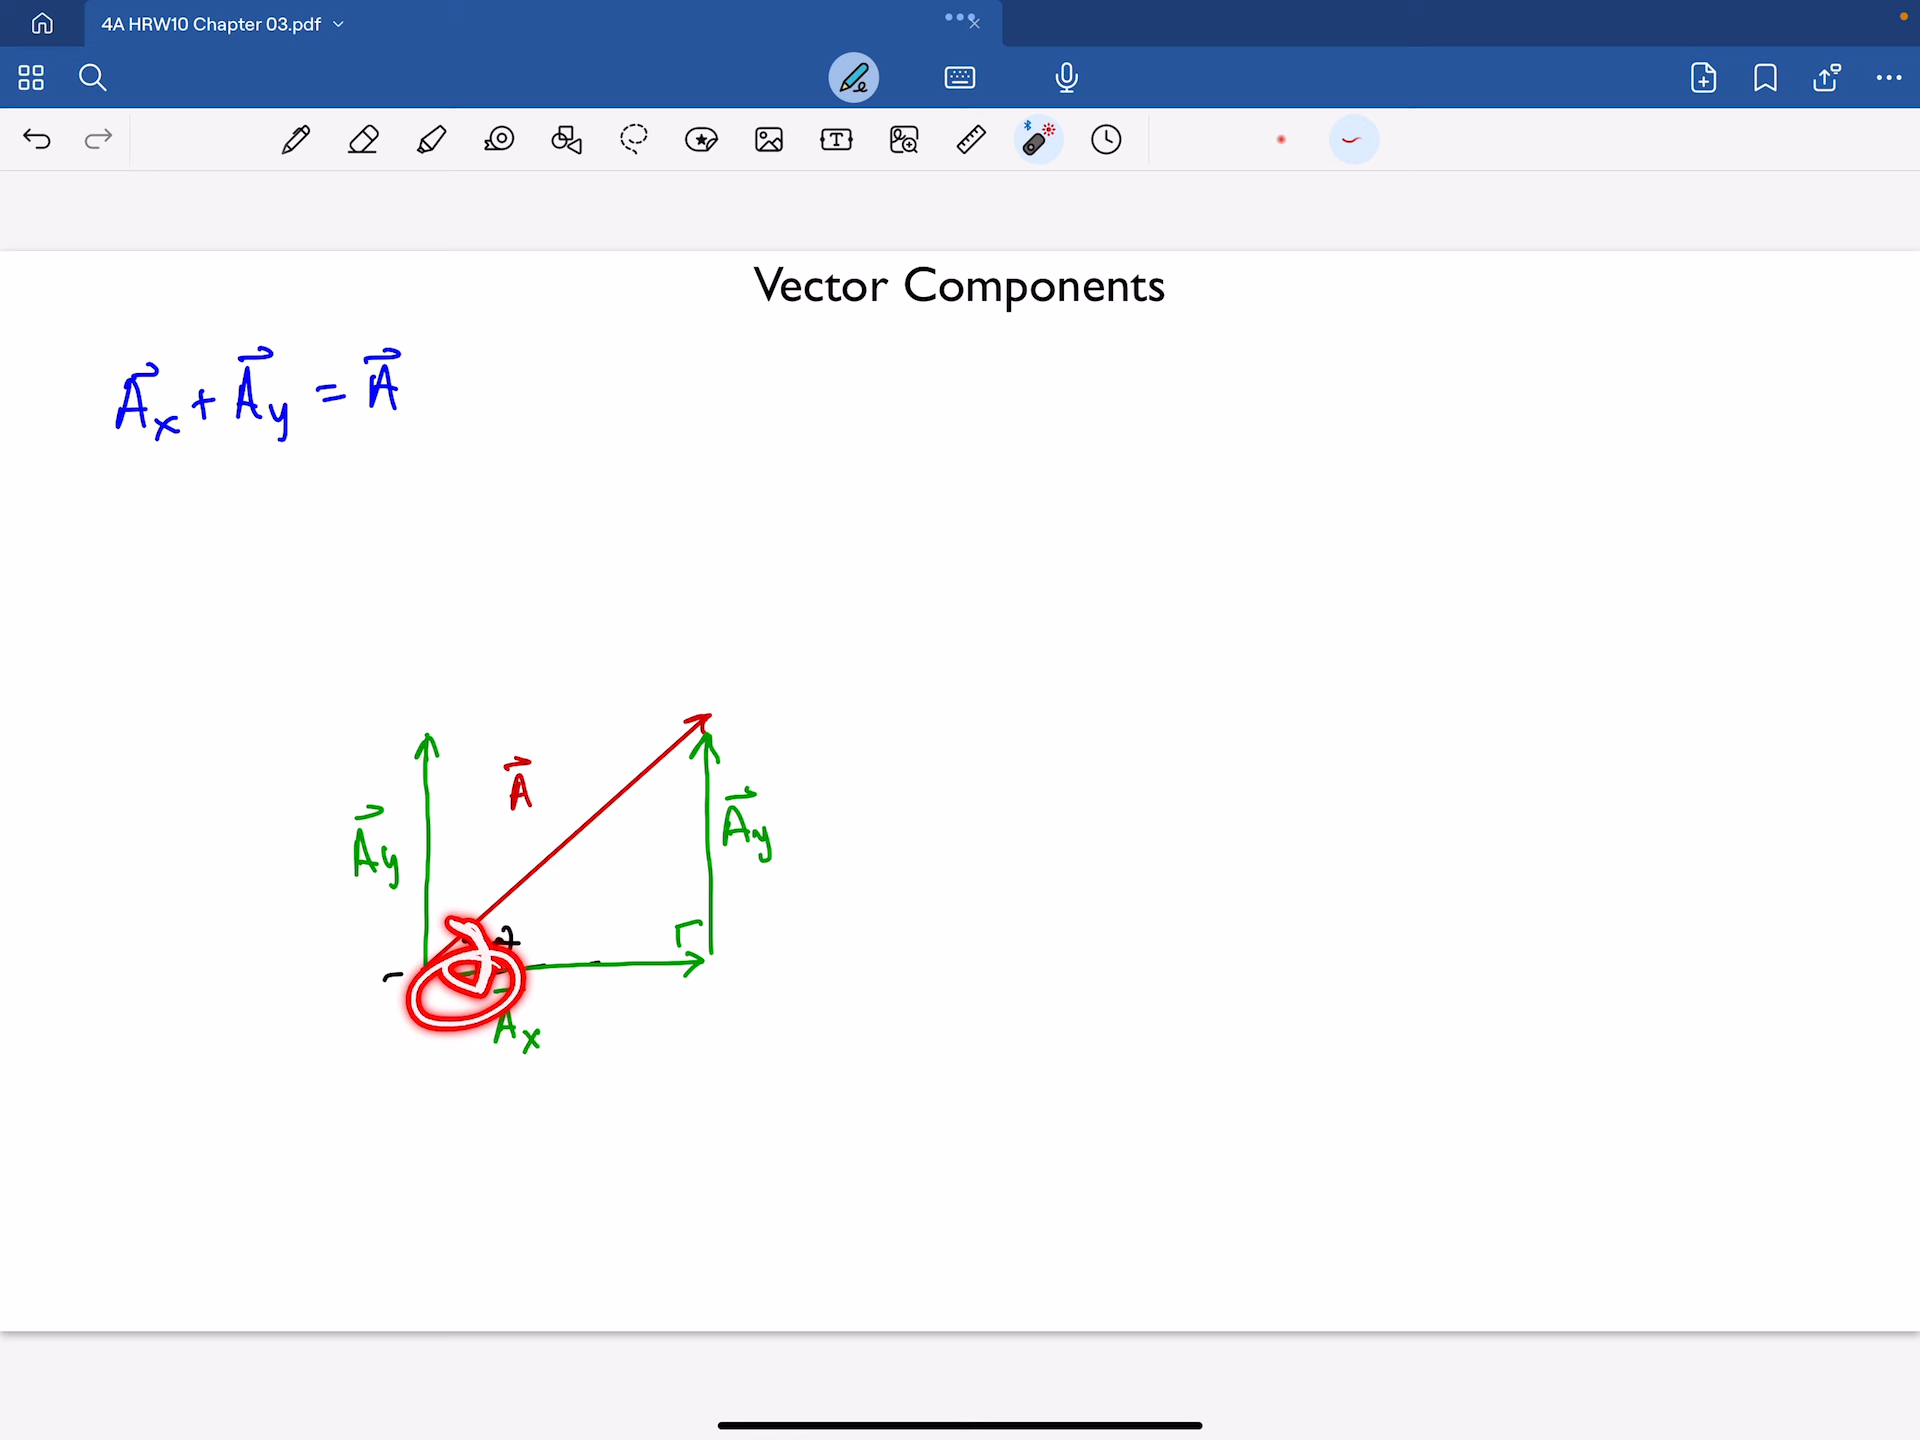 4A HRW10 Chapter 03.pdf
Vector Components
A⃗x + A⃗y = A⃗
A⃗
A⃗y
A⃗y
Ax